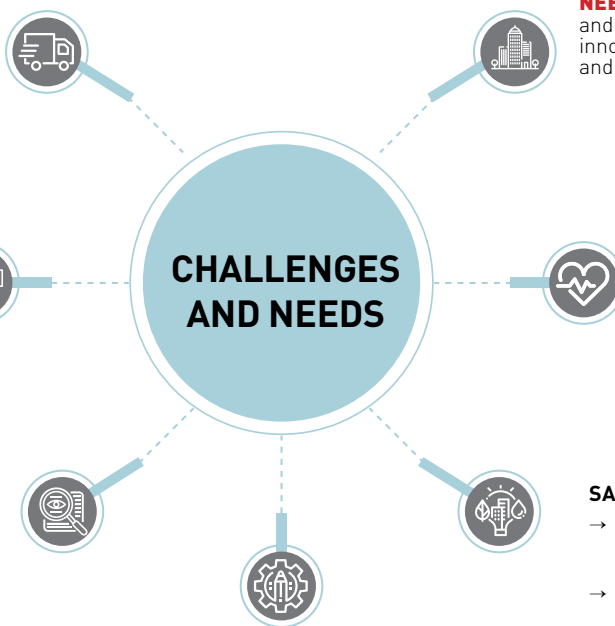 and
inno
and
CHALLENGES
AND NEEDS
SA
→
→